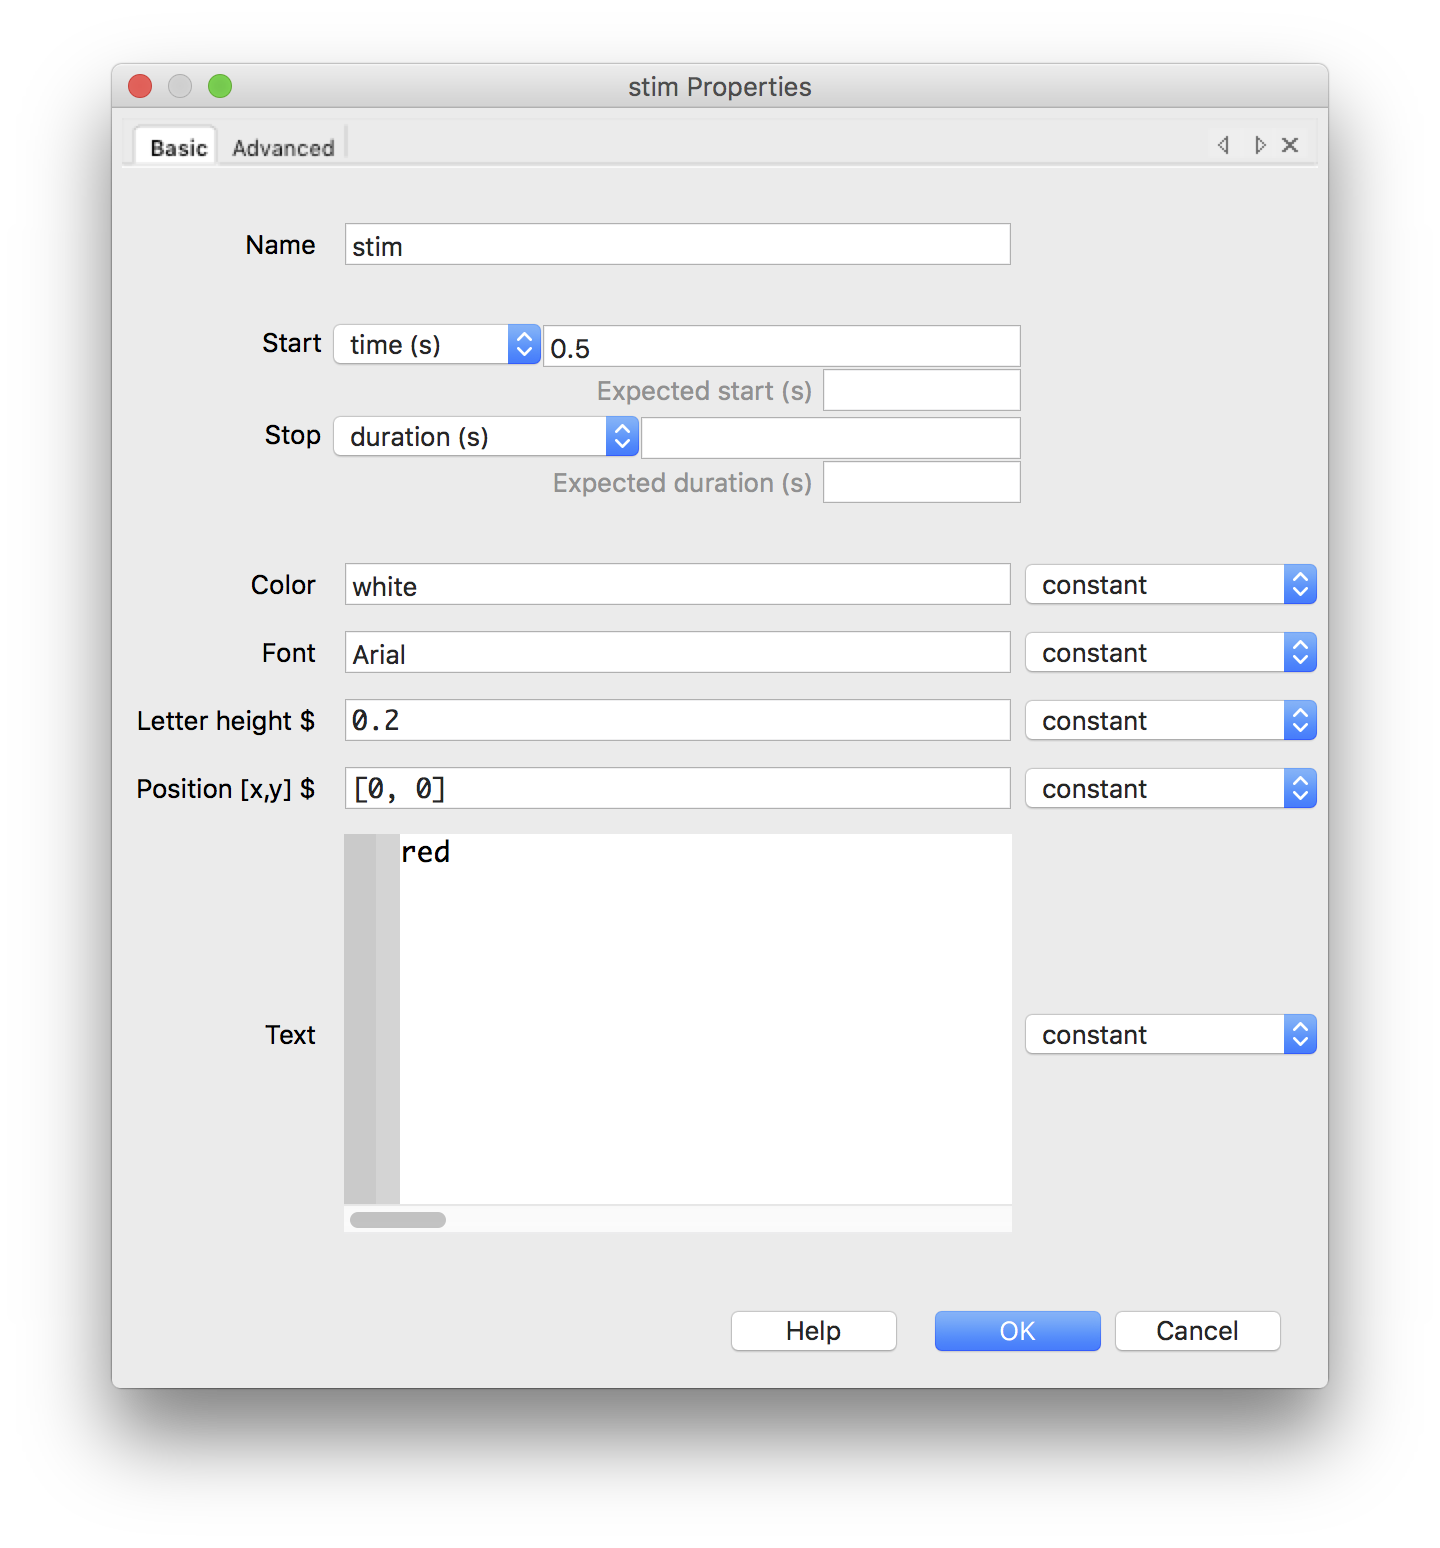 stim Properties
Basic Advanced
Name stim
Start time (s) 0.5
Expected start (s)
Stop duration (s)
Expected duration (s)
Color white constant
Font Arial constant
Letter height $ 0.2 constant
Position [x,y] $ [0, 0] constant
red
Text constant
Help OK Cancel